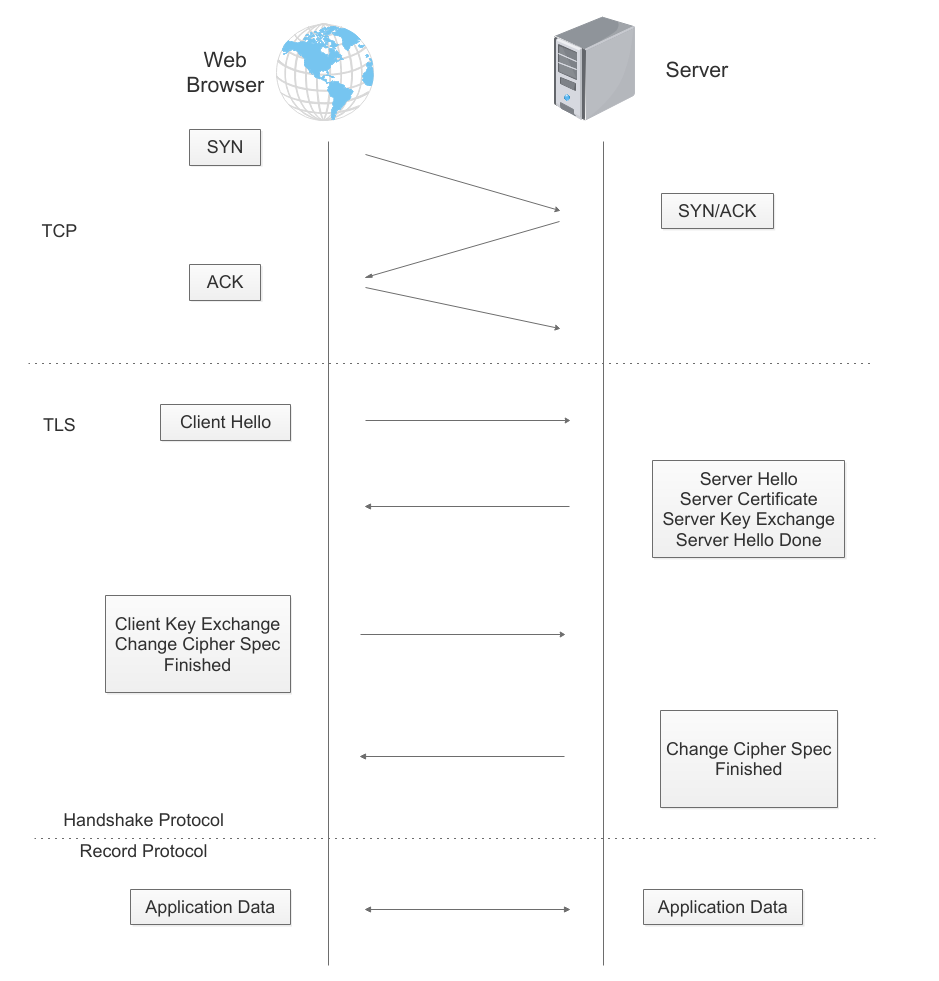 Web
Browser
Server
SYN
SYN/ACK
TCP
ACK
TLS
Client Hello
Server Hello
Server Certificate
Server Key Exchange
Server Hello Done
Client Key Exchange
Change Cipher Spec
Finished
Change Cipher Spec
Finished
Handshake Protocol
Record Protocol
Application Data
Application Data